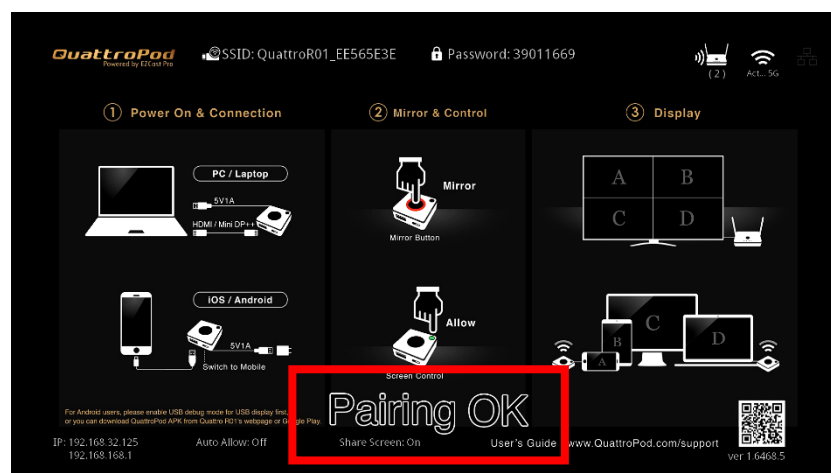 QuattroPod
Powered by EZCast Pro
SSID: QuattroR01_EE565E3E
Password: 39011669
(2)
Act... 5G
1 Power On & Connection
2 Mirror & Control
3 Display
PC / Laptop
5V1A
HDMI / Mini DP++
Mirror
Mirror Button
A B
C D
iOS / Android
5V1A
Switch to Mobile
Allow
Screen Control
A B C D
For Android users, please enable USB debug mode for USB display first,
or you can download QuattroPod APK from Quattro R01's webpage or Google Play.
Pairing OK
IP: 192.168.32.125
192.168.168.1
Auto Allow: Off
Share Screen: On
User's Guide www.QuattroPod.com/support
ver 1.6468.5